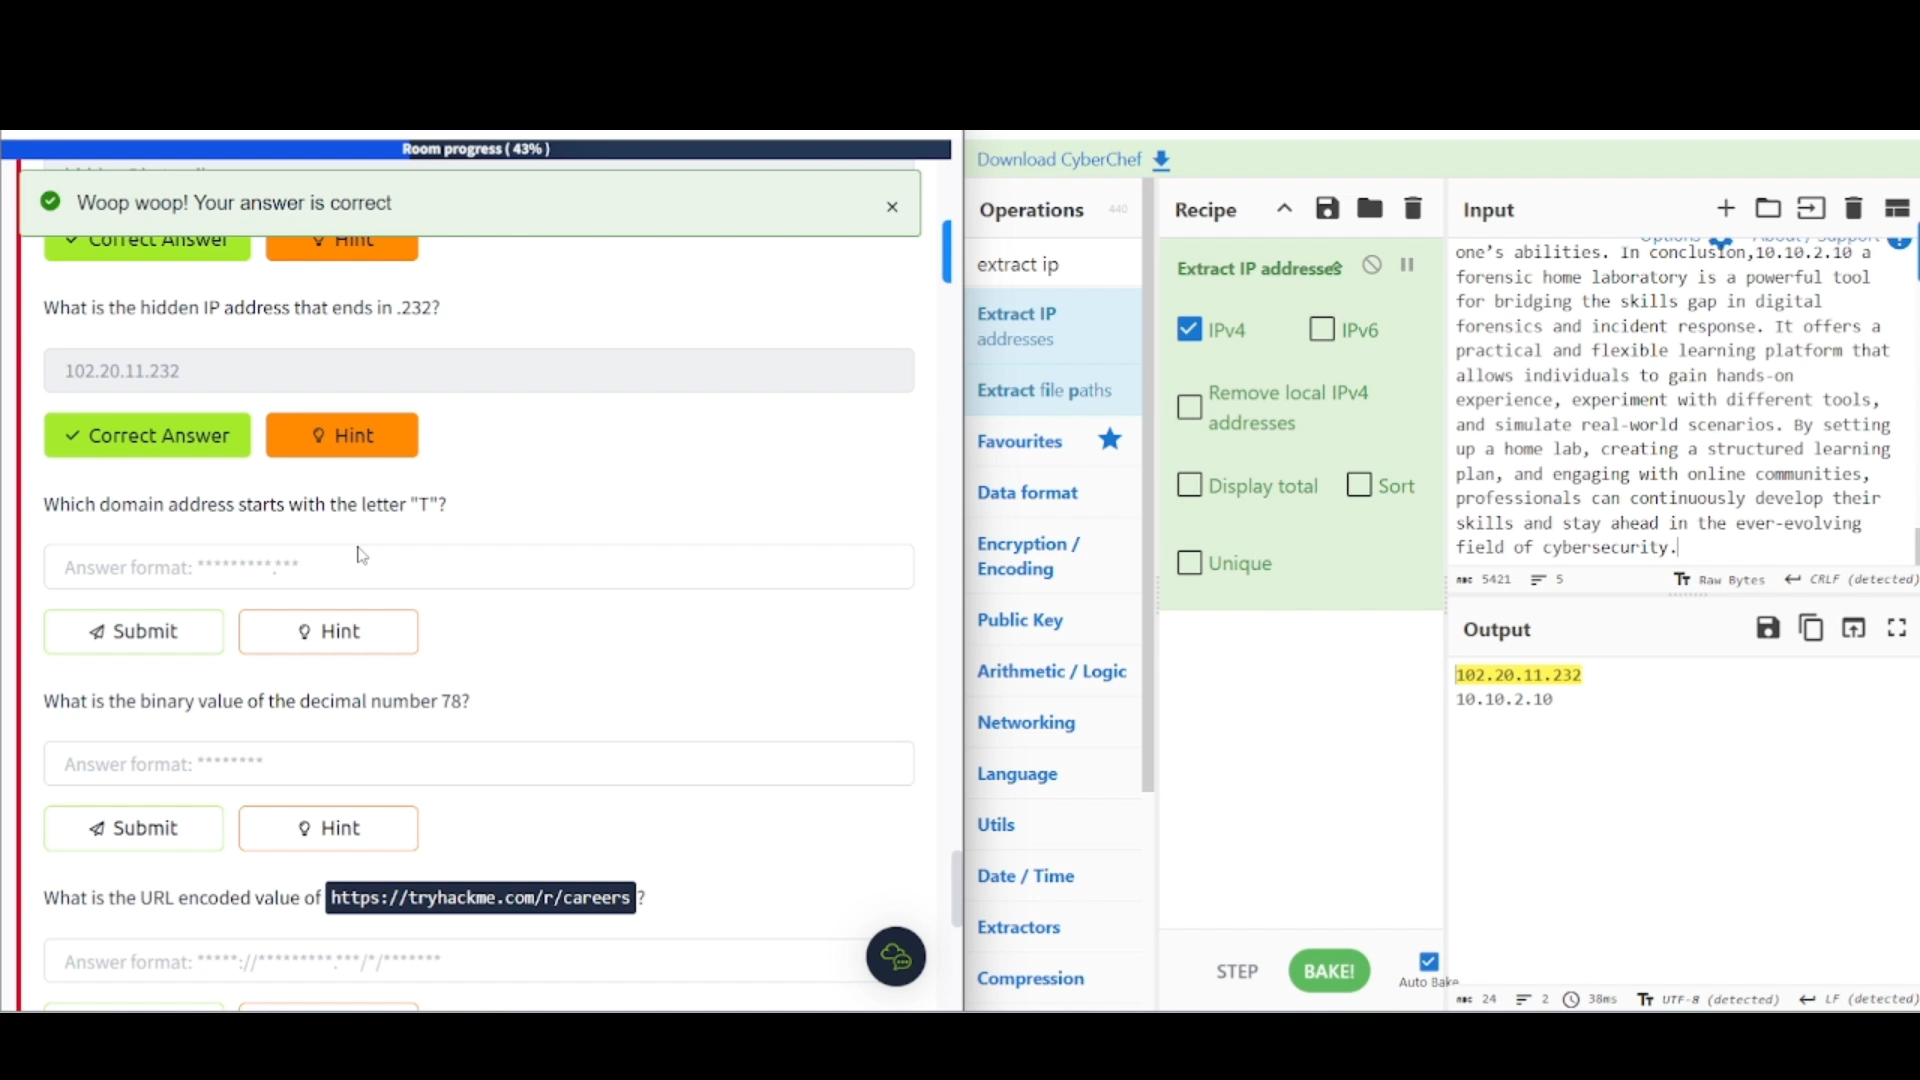 Room progress ( 43% )
Woop woop! Your answer is correct
Correct Answer
Hint
What is the hidden IP address that ends in .232?
102.20.11.232
Correct Answer
Hint
Which domain address starts with the letter "T"?
Answer format: *********.***
Submit
Hint
What is the binary value of the decimal number 78?
Answer format: ********
Submit
Hint
What is the URL encoded value of https://tryhackme.com/r/careers ?
Answer format: *****://*********.***/*/*******
Download CyberChef
Operations 440
extract ip
Extract IP
addresses
Extract file paths
Favourites
Data format
Encryption /
Encoding
Public Key
Arithmetic / Logic
Networking
Language
Utils
Date / Time
Extractors
Compression
Recipe
Extract IP addresses
IPv4
IPv6
Remove local IPv4
addresses
Display total
Sort
Unique
STEP
BAKE!
Auto Bake
Input
Options
About / Support
one’s abilities. In conclusion,10.10.2.10 a
forensic home laboratory is a powerful tool
for bridging the skills gap in digital
forensics and incident response. It offers a
practical and flexible learning platform that
allows individuals to gain hands-on
experience, experiment with different tools,
and simulate real-world scenarios. By setting
up a home lab, creating a structured learning
plan, and engaging with online communities,
professionals can continuously develop their
skills and stay ahead in the ever-evolving
field of cybersecurity.
ABC 5421 5 Tт Raw Bytes CRLF (detected)
Output
102.20.11.232
10.10.2.10
ABC 24 2 38ms Tт UTF-8 (detected) LF (detected)